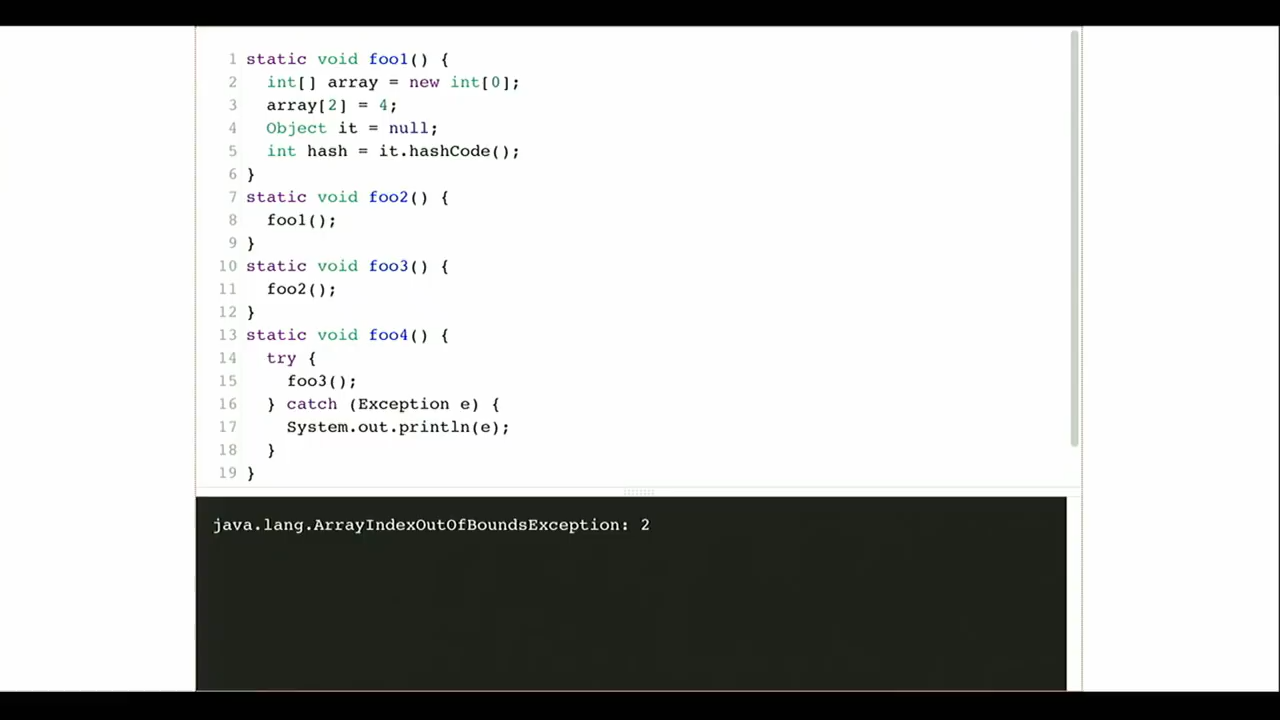 1 static void foo1() {
2   int[] array = new int[0];
3   array[2] = 4;
4   Object it = null;
5   int hash = it.hashCode();
6 }
7 static void foo2() {
8   foo1();
9 }
10 static void foo3() {
11   foo2();
12 }
13 static void foo4() {
14   try {
15     foo3();
16   } catch (Exception e) {
17     System.out.println(e);
18   }
19 }
java.lang.ArrayIndexOutOfBoundsException: 2